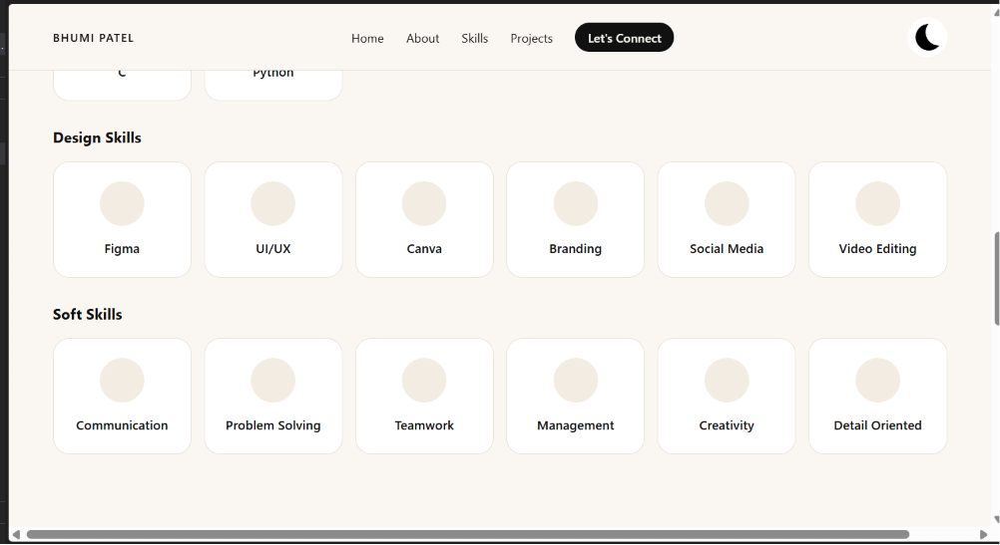 BHUMI PATEL
Home About Skills Projects Let's Connect
C Python
Design Skills
Figma UI/UX Canva Branding Social Media Video Editing
Soft Skills
Communication Problem Solving Teamwork Management Creativity Detail Oriented